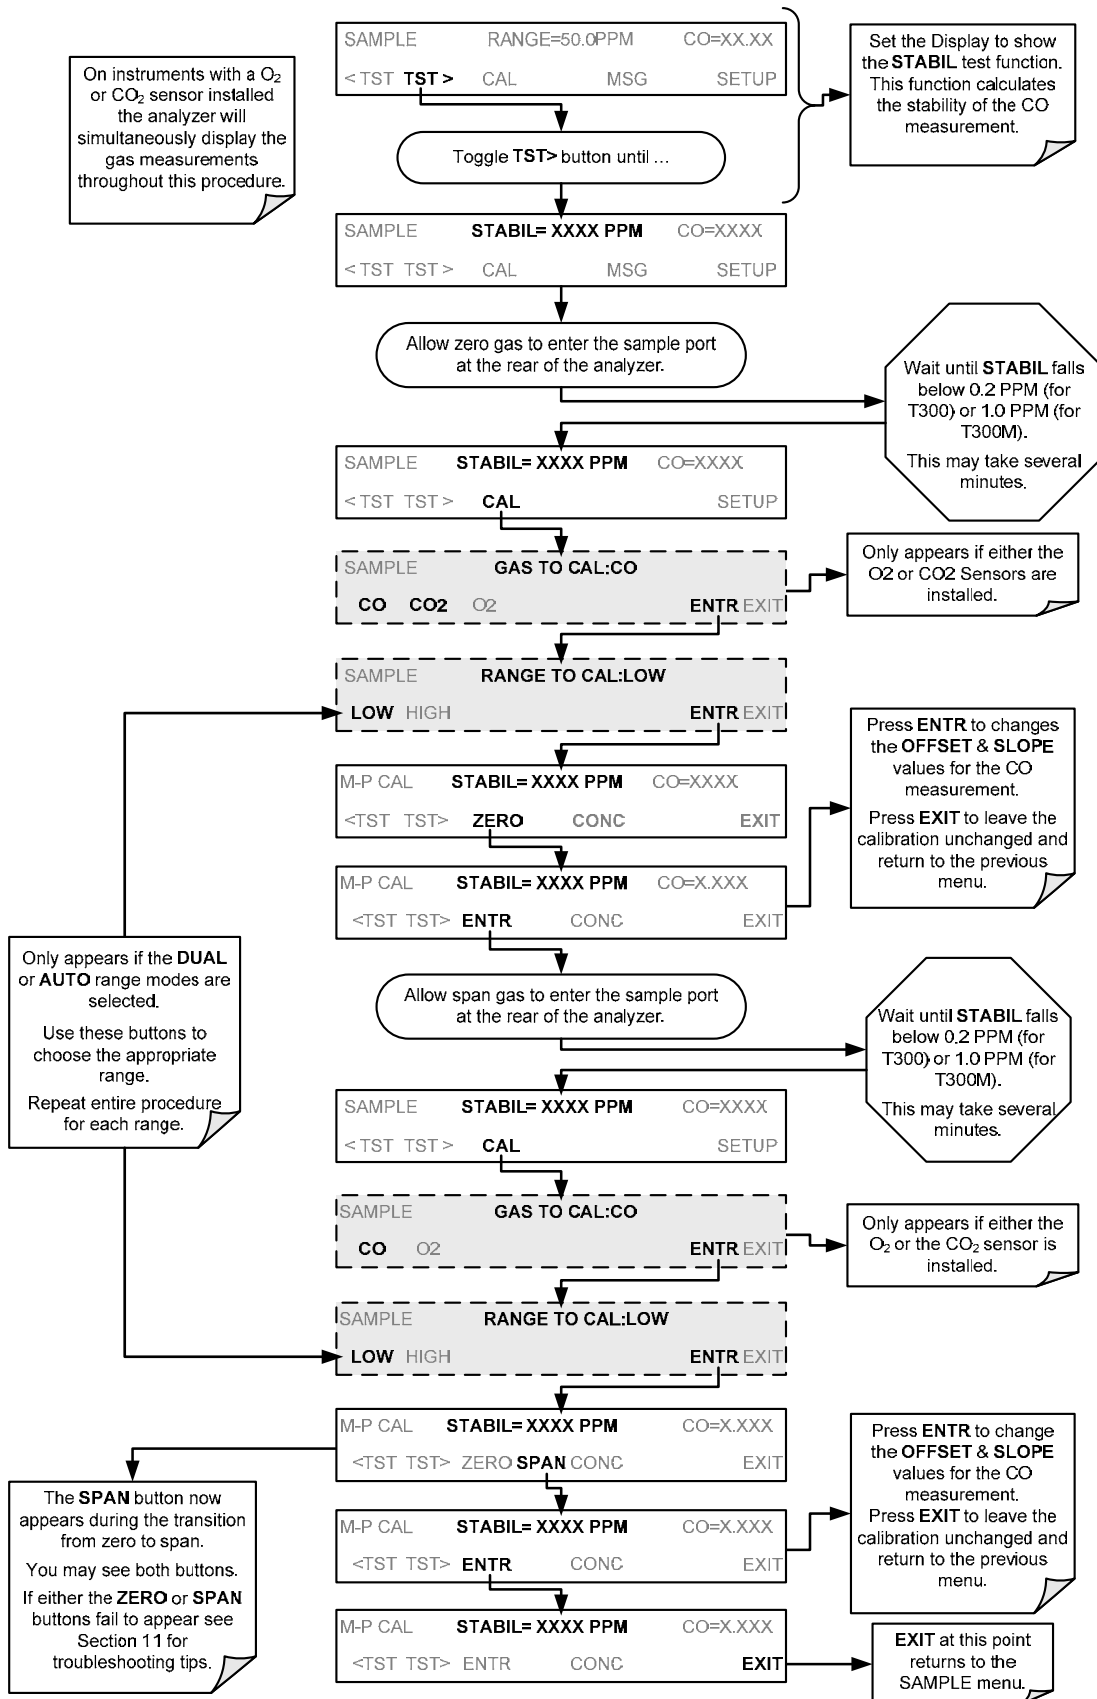 SAMPLE RANGE=50.0PPM CO=XX.XX
< TST TST > CAL MSG SETUP
Set the Display to show
the STABIL test function.
This function calculates
the stability of the CO
measurement.
On instruments with a O2
or CO2 sensor installed
the analyzer will
simultaneously display the
gas measurements
throughout this procedure.
Toggle TST> button until ...
SAMPLE STABIL= XXXX PPM CO=XXXX
< TST TST > CAL MSG SETUP
Allow zero gas to enter the sample port
at the rear of the analyzer.
Wait until STABIL falls
below 0.2 PPM (for
T300) or 1.0 PPM (for
T300M).
This may take several
minutes.
SAMPLE STABIL= XXXX PPM CO=XXXX
< TST TST > CAL SETUP
SAMPLE GAS TO CAL:CO
CO CO2 O2 ENTR EXIT
Only appears if either the
O2 or CO2 Sensors are
installed.
SAMPLE RANGE TO CAL:LOW
LOW HIGH ENTR EXIT
M-P CAL STABIL= XXXX PPM CO=XXXX
<TST TST> ZERO CONC EXIT
Press ENTR to changes
the OFFSET & SLOPE
values for the CO
measurement.
Press EXIT to leave the
calibration unchanged and
return to the previous
menu.
M-P CAL STABIL= XXXX PPM CO=X.XXX
<TST TST> ENTR CONC EXIT
Only appears if the DUAL
or AUTO range modes are
selected.
Use these buttons to
choose the appropriate
range.
Repeat entire procedure
for each range.
Allow span gas to enter the sample port
at the rear of the analyzer.
Wait until STABIL falls
below 0.2 PPM (for
T300) or 1.0 PPM (for
T300M).
This may take several
minutes.
SAMPLE STABIL= XXXX PPM CO=XXXX
< TST TST > CAL SETUP
SAMPLE GAS TO CAL:CO
CO O2 ENTR EXIT
Only appears if either the
O2 or the CO2 sensor is
installed.
SAMPLE RANGE TO CAL:LOW
LOW HIGH ENTR EXIT
M-P CAL STABIL= XXXX PPM CO=X.XXX
<TST TST> ZERO SPAN CONC EXIT
Press ENTR to change
the OFFSET & SLOPE
values for the CO
measurement.
Press EXIT to leave the
calibration unchanged and
return to the previous
menu.
The SPAN button now
appears during the transition
from zero to span.
You may see both buttons.
If either the ZERO or SPAN
buttons fail to appear see
Section 11 for
troubleshooting tips.
M-P CAL STABIL= XXXX PPM CO=X.XXX
<TST TST> ENTR CONC EXIT
M-P CAL STABIL= XXXX PPM CO=X.XXX
<TST TST> ENTR CONC EXIT
EXIT at this point
returns to the
SAMPLE menu.